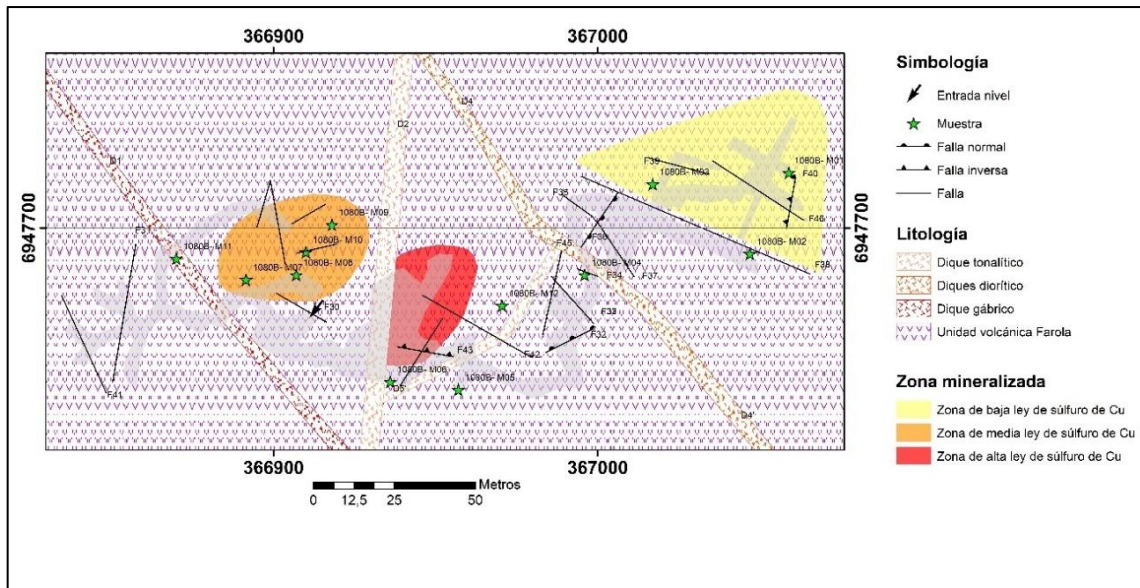 366900
367000
6947700
6947700
D1
D2
D4
F39
1080B- M01
1080B- M03
F40
F35
F46
1080B- M09
F31
F36
1080B- M10
F45
1080B- M02
1080B- M11
1080B- M04
1080B- M07
1080B- M08
F34
F37
F38
F30
1080B- M12
F33
F32
F43
F42
1080B- M06
F41
D5
1080B- M05
D4'
366900
367000
Metros
0
12,5
25
50
Simbología
Entrada nivel
Muestra
Falla normal
Falla inversa
Falla
Litología
Dique tonalítico
Diques diorítico
Dique gábrico
Unidad volcánica Farola
Zona mineralizada
Zona de baja ley de súlfuro de Cu
Zona de media ley de súlfuro de Cu
Zona de alta ley de súlfuro de Cu